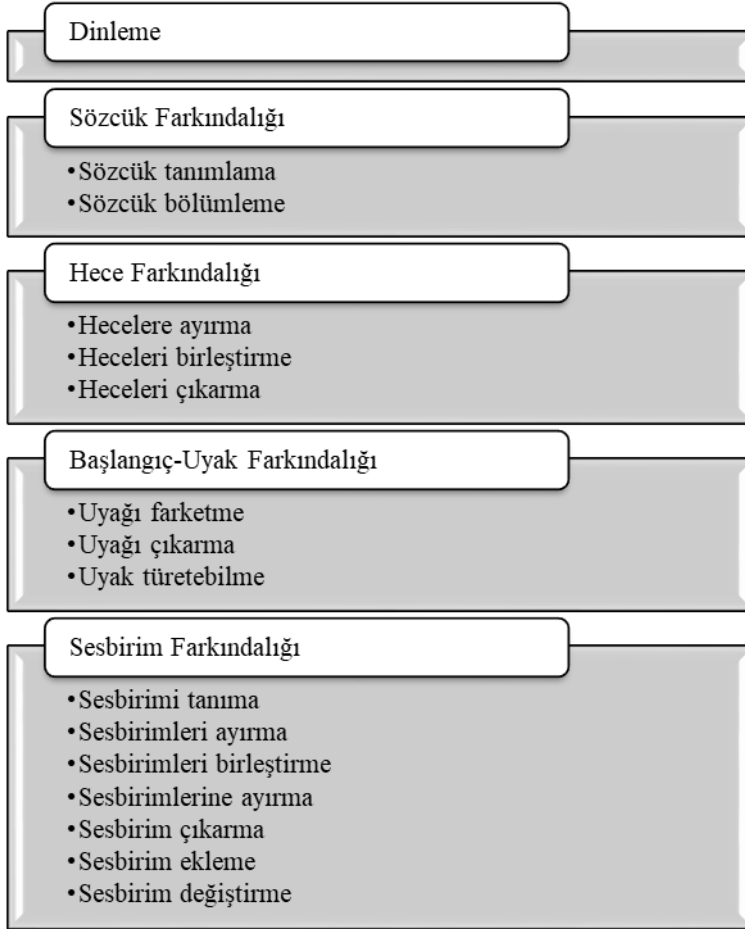 Dinleme
Sözcük Farkındalığı
•Sözcük tanımlama
•Sözcük bölümleme
Hece Farkındalığı
•Hecelere ayırma
•Heceleri birleştirme
•Heceleri çıkarma
Başlangıç-Uyak Farkındalığı
•Uyağı farketme
•Uyağı çıkarma
•Uyak türetebilme
Sesbirim Farkındalığı
•Sesbirimi tanıma
•Sesbirimleri ayırma
•Sesbirimleri birleştirme
•Sesbirimlerine ayırma
•Sesbirim çıkarma
•Sesbirim ekleme
•Sesbirim değiştirme